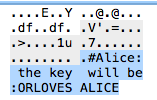 ....E..Y ..@.@...
.df..df. .V'.=...
.>....1u .7......
........ .#Alice:
 the key  will be
:ORLOVES ALICE